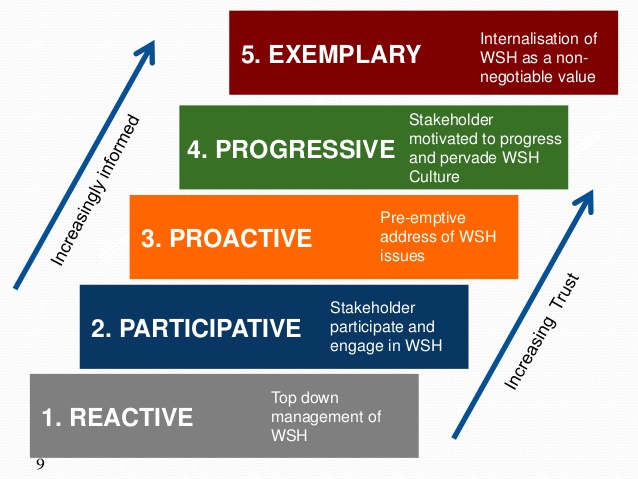 5. EXEMPLARY
Internalisation of
WSH as a non-
negotiable value
4. PROGRESSIVE
Stakeholder
motivated to progress
and pervade WSH
Culture
3. PROACTIVE
Pre-emptive
address of WSH
issues
2. PARTICIPATIVE
Stakeholder
participate and
engage in WSH
1. REACTIVE
Top down
management of
WSH
Increasingly informed
Increasing Trust
9